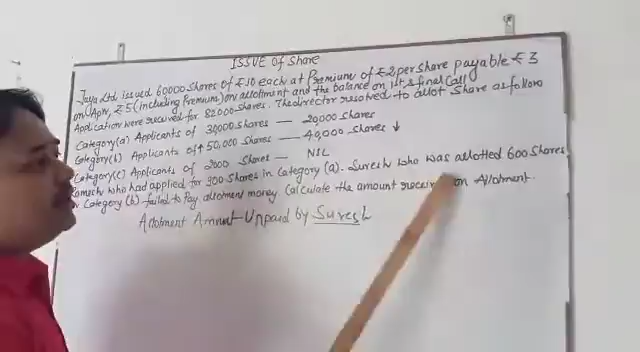 ISSUE of Share
Jaya Ltd issued 60000 Shares of ₹10 each at Premium of ₹2 per share payable ₹3
on Apln, ₹5 (including Premium) on allotment and the balance on 1st & final Call
Application were received for 82000 shares. The director resolved to allot Share as follows
Category (a) Applicants of 30,000 shares — 20,000 shares
Category (b) Applicants of 50,000 shares — 40,000 shares ↓
Category (c) Applicants of 2000 shares — NIL
who had applied for 900 shares in category (a). Suresh who was allotted 600 Shares
Category (b) failed to Pay allotment money Calculate the amount on Allotment.
Allotment Amount Unpaid by Suresh